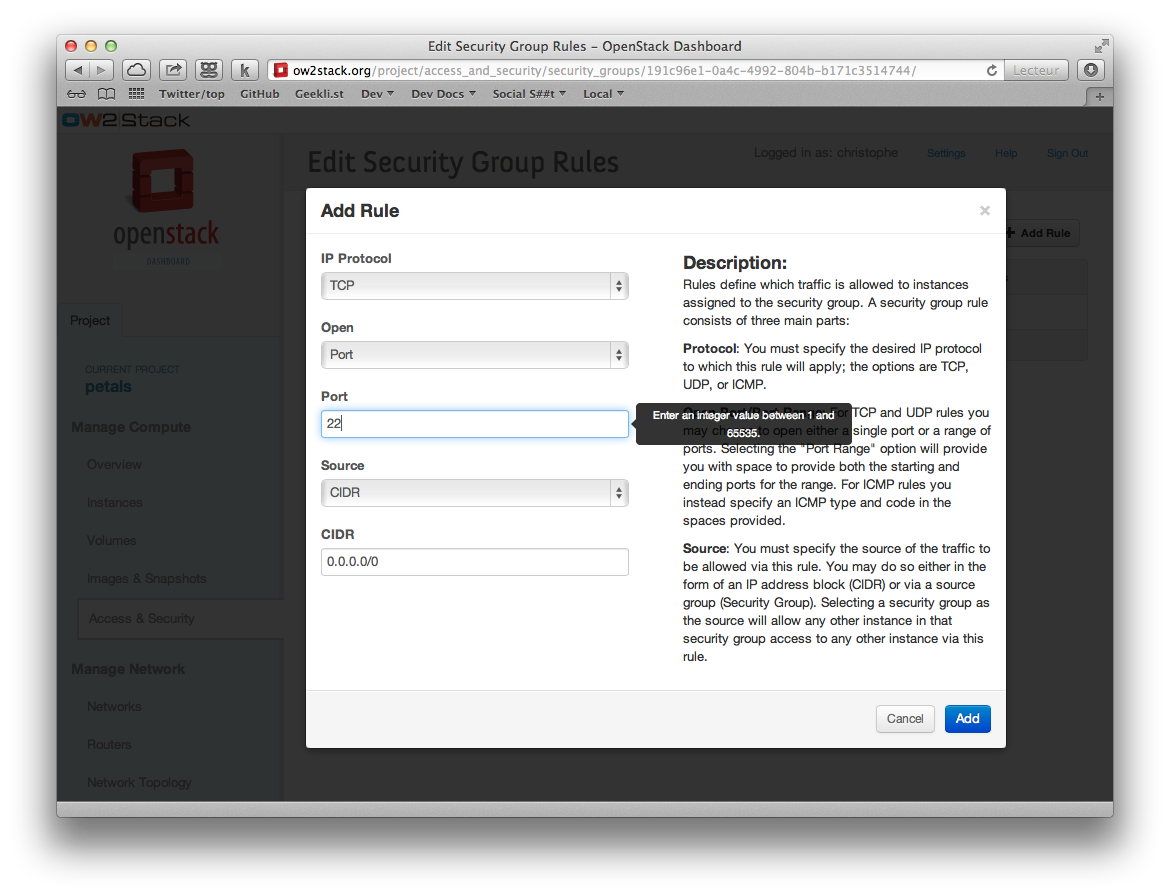 Edit Security Group Rules – OpenStack Dashboard
k
ow2stack.org/project/access_and_security/security_groups/191c96e1-0a4c-4992-804b-b171c3514744/
Lecteur
Twitter/top GitHub Geekli.st Dev Dev Docs Social S##t Local
OW2 Stack
Edit Security Group Rules
Logged in as: christophe Settings Help Sign Out
openstack
DASHBOARD
Project
CURRENT PROJECT
petals
Manage Compute
Overview
Instances
Volumes
Images & Snapshots
Access & Security
Manage Network
Networks
Routers
Network Topology
+ Add Rule
Add Rule
×
IP Protocol
TCP
Open
Port
Port
22
Enter an integer value between 1 and
65535.
Source
CIDR
CIDR
0.0.0.0/0
Description:
Rules define which traffic is allowed to instances
assigned to the security group. A security group rule
consists of three main parts:
Protocol: You must specify the desired IP protocol
to which this rule will apply; the options are TCP,
UDP, or ICMP.
For TCP and UDP rules you
may to open either a single port or a range of
ports. Selecting the "Port Range" option will provide
you with space to provide both the starting and
ending ports for the range. For ICMP rules you
instead specify an ICMP type and code in the
spaces provided.
Source: You must specify the source of the traffic to
be allowed via this rule. You may do so either in the
form of an IP address block (CIDR) or via a source
group (Security Group). Selecting a security group as
the source will allow any other instance in that
security group access to any other instance via this
rule.
Cancel
Add